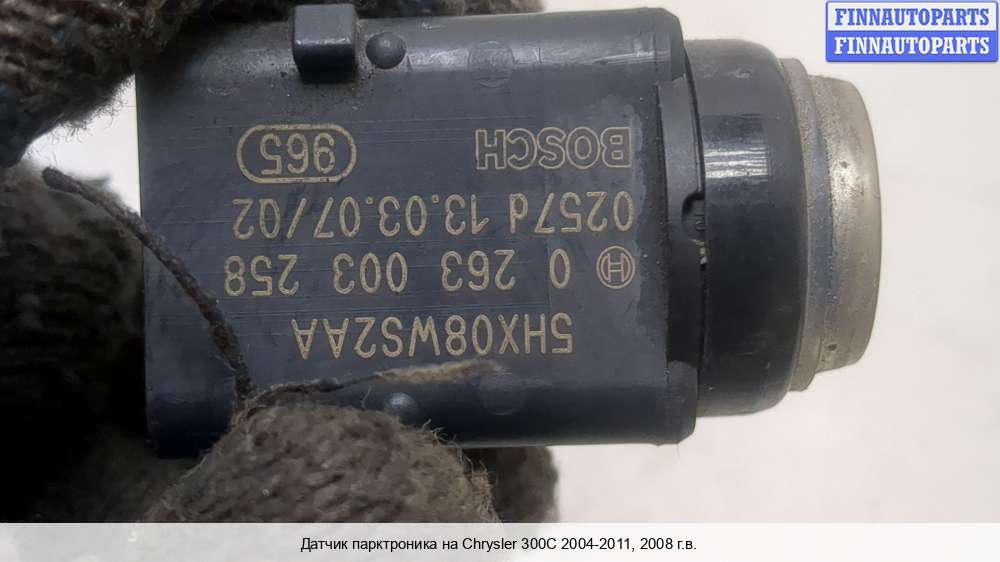 FINNAUTOPARTS
FINNAUTOPARTS
5HX08WS2AA
0 263 003 258
0257d 13.03.07/02
BOSCH 965
Датчик парктроника на Chrysler 300C 2004-2011, 2008 г.в.